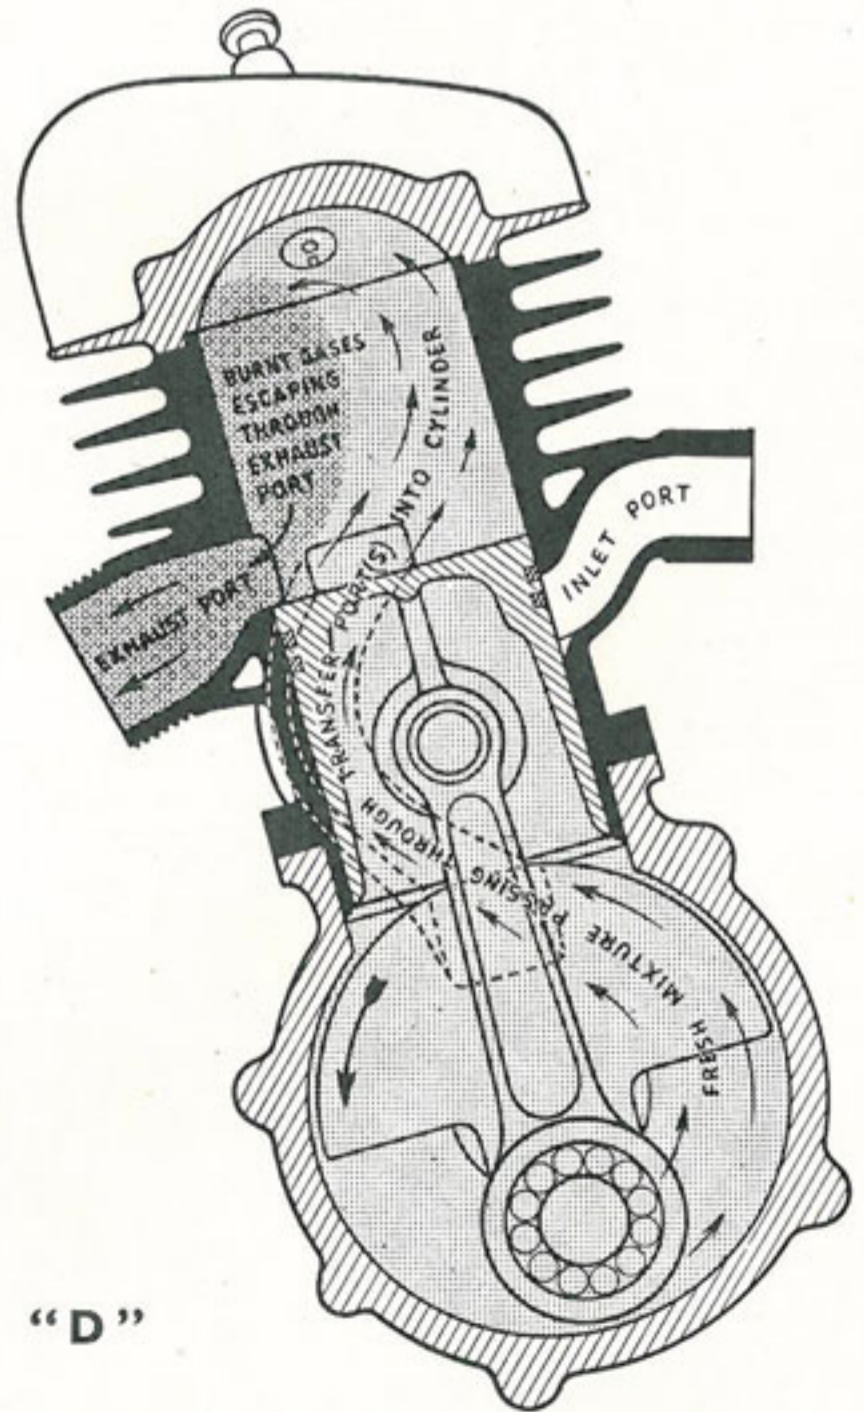 BURNT GASES
ESCAPING
THROUGH
EXHAUST
PORT
EXHAUST PORT
INLET PORT
FRESH MIXTURE PASSING THROUGH TRANSFER PORT(S) INTO CYLINDER
“D”